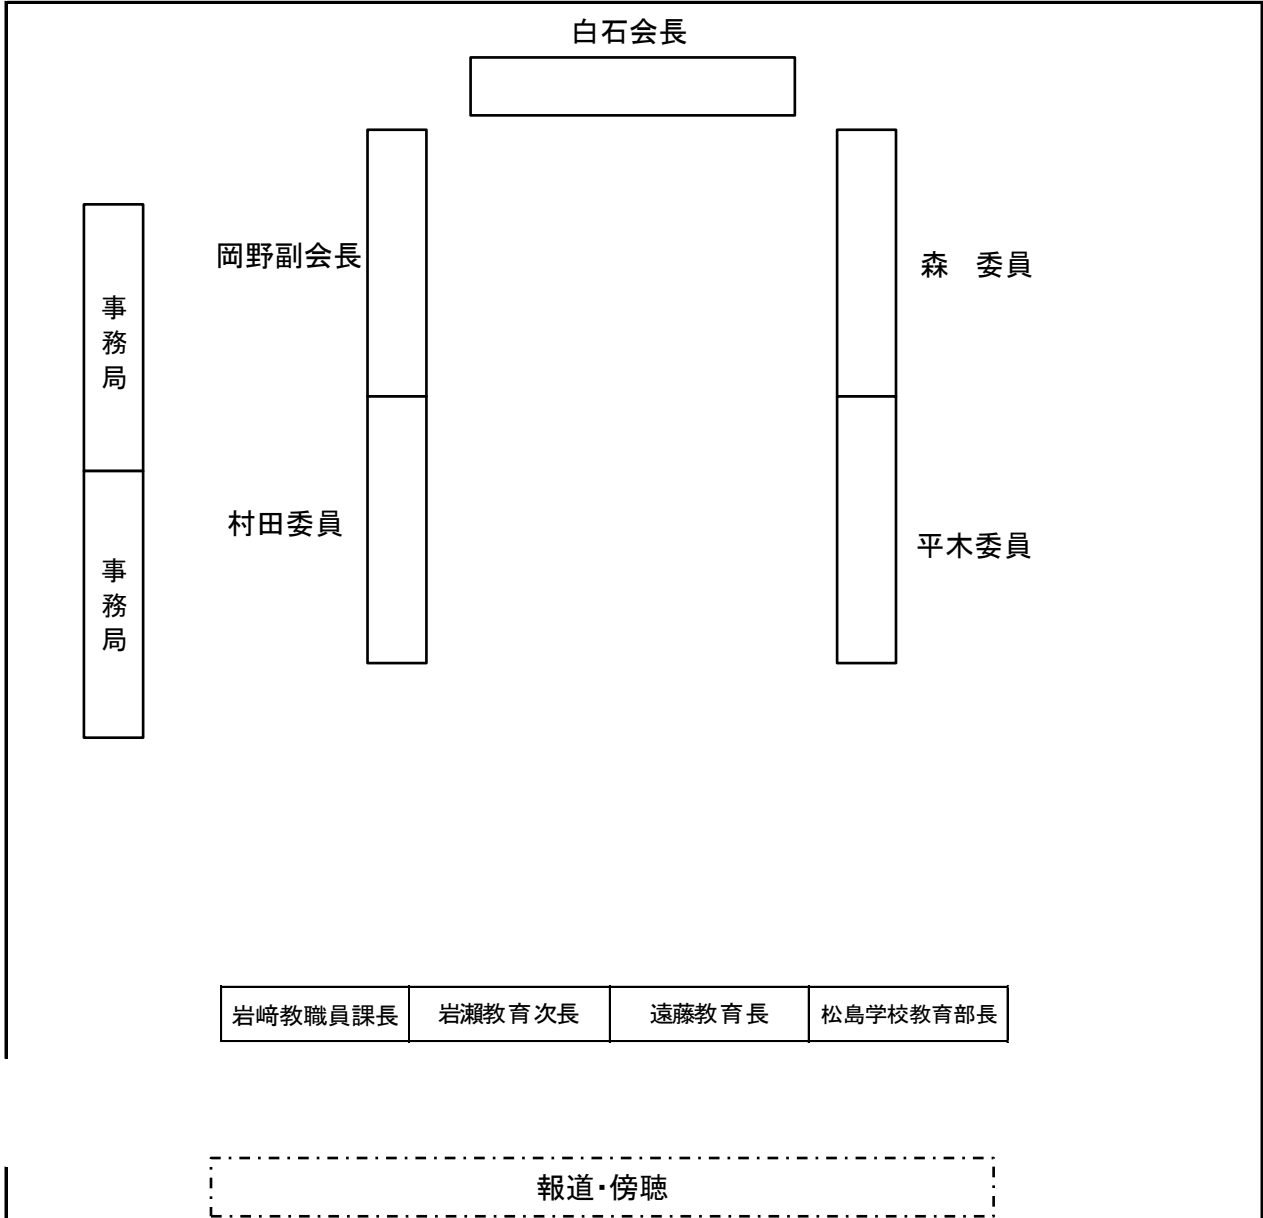 白石会長
岡野副会長
森　委員
事務局
村田委員
平木委員
事務局
岩﨑教職員課長
岩瀨教育次長
遠藤教育長
松島学校教育部長
報道・傍聴